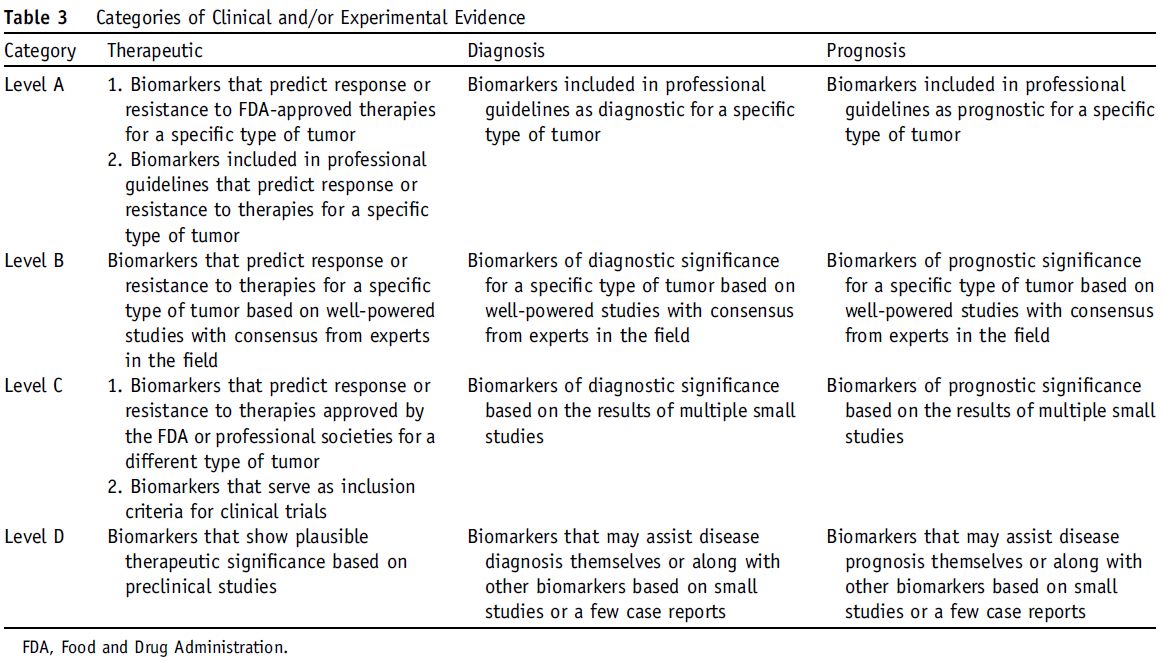 Table 3 Categories of Clinical and/or Experimental Evidence
Category Therapeutic Diagnosis Prognosis
Level A
1. Biomarkers that predict response or
resistance to FDA-approved therapies
for a specific type of tumor
2. Biomarkers included in professional
guidelines that predict response or
resistance to therapies for a specific
type of tumor
Biomarkers included in professional
guidelines as diagnostic for a specific
type of tumor
Biomarkers included in professional
guidelines as prognostic for a specific
type of tumor
Level B
Biomarkers that predict response or
resistance to therapies for a specific
type of tumor based on well-powered
studies with consensus from experts
in the field
Biomarkers of diagnostic significance
for a specific type of tumor based on
well-powered studies with consensus
from experts in the field
Biomarkers of prognostic significance
for a specific type of tumor based on
well-powered studies with consensus
from experts in the field
Level C
1. Biomarkers that predict response or
resistance to therapies approved by
the FDA or professional societies for a
different type of tumor
2. Biomarkers that serve as inclusion
criteria for clinical trials
Biomarkers of diagnostic significance
based on the results of multiple small
studies
Biomarkers of prognostic significance
based on the results of multiple small
studies
Level D
Biomarkers that show plausible
therapeutic significance based on
preclinical studies
Biomarkers that may assist disease
diagnosis themselves or along with
other biomarkers based on small
studies or a few case reports
Biomarkers that may assist disease
prognosis themselves or along with
other biomarkers based on small
studies or a few case reports
FDA, Food and Drug Administration.